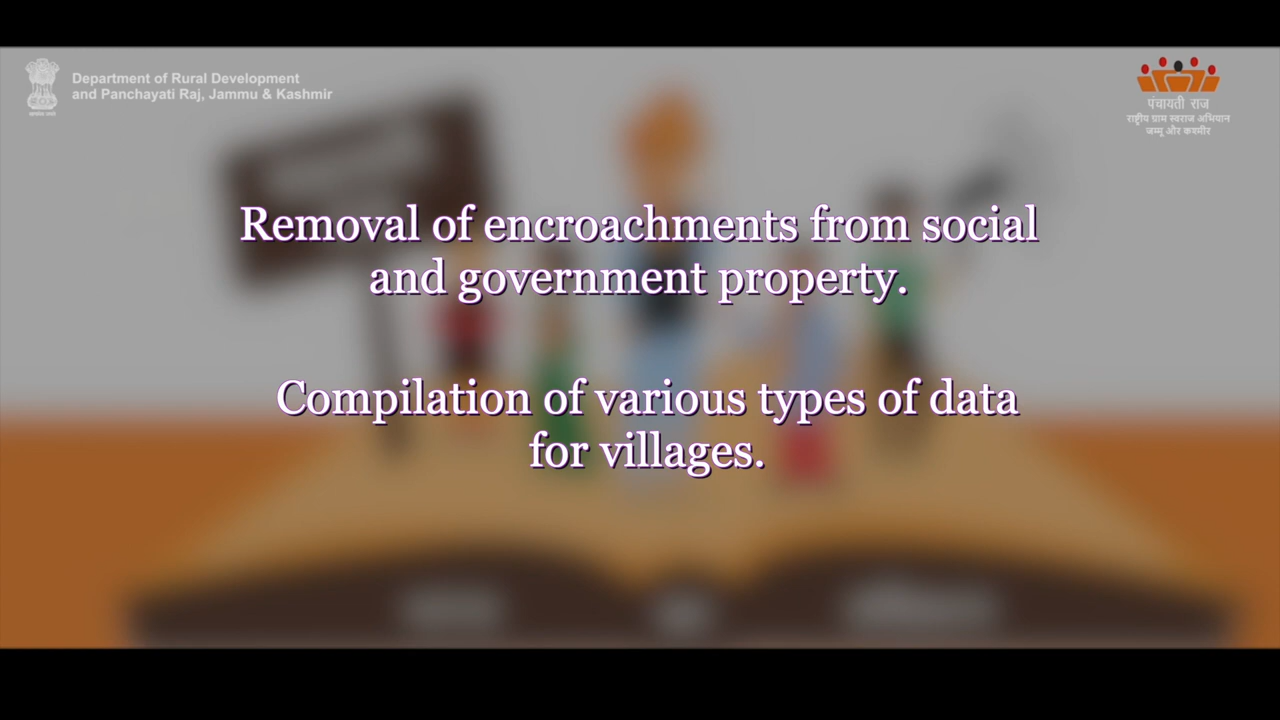 Department of Rural Development
and Panchayati Raj, Jammu & Kashmir
पंचायती राज
राष्ट्रीय ग्राम स्वराज अभियान
जम्मू और कश्मीर
Removal of encroachments from social
and government property.
Compilation of various types of data
for villages.